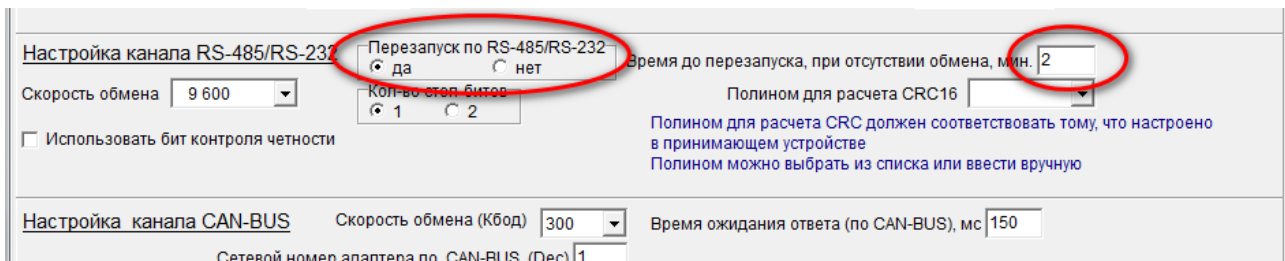 Настройка канала RS-485/RS-232
Перезапуск по RS-485/RS-232
да нет
Время до перезапуска, при отсутствии обмена, мин. 2
Скорость обмена 9 600
Кол-во стоп-битов
1 2
Полином для расчета CRC16
Использовать бит контроля четности
Полином для расчета CRC должен соответствовать тому, что настроено
в принимающем устройстве
Полином можно выбрать из списка или ввести вручную
Настройка канала CAN-BUS
Скорость обмена (Кбод) 300
Время ожидания ответа (по CAN-BUS), мс 150
Сетевой номер адаптера по CAN-BUS (Dec) 1